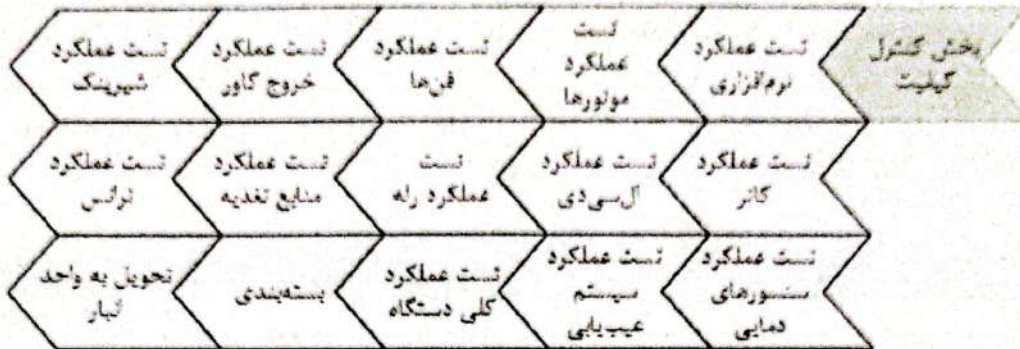 بخش کنترل
کیفیت
تست عملکرد
نرم‌افزاری
تست
عملکرد
موتورها
تست عملکرد
فن‌ها
تست عملکرد
خروج کاور
تست عملکرد
شیرینک
تست عملکرد
کاتر
تست عملکرد
ال‌سی‌دی
تست
عملکرد رله
تست عملکرد
منابع تغذیه
تست عملکرد
ترانس
تست عملکرد
سنسورهای
دمایی
تست عملکرد
سیستم
عیب‌یابی
تست عملکرد
کلی دستگاه
بسته‌بندی
تحویل به واحد
انبار